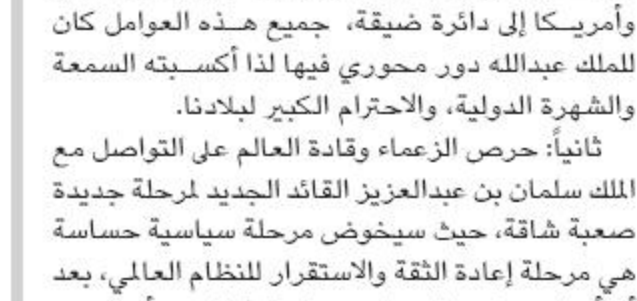 وأمريكا إلى دائرة ضيقة، جميع هذه العوامل كان
للملك عبدالله دور محوري فيها لذا أكسبته السمعة
والشهرة الدولية، والاحترام الكبير لبلادنا.
ثانياً: حرص الزعماء وقادة العالم على التواصل مع
الملك سلمان بن عبدالعزيز القائد الجديد لمرحلة جديدة
صعبة شاقة، حيث سيخوض مرحلة سياسية حساسة
هي مرحلة إعادة الثقة والاستقرار للنظام العالمي، بعد